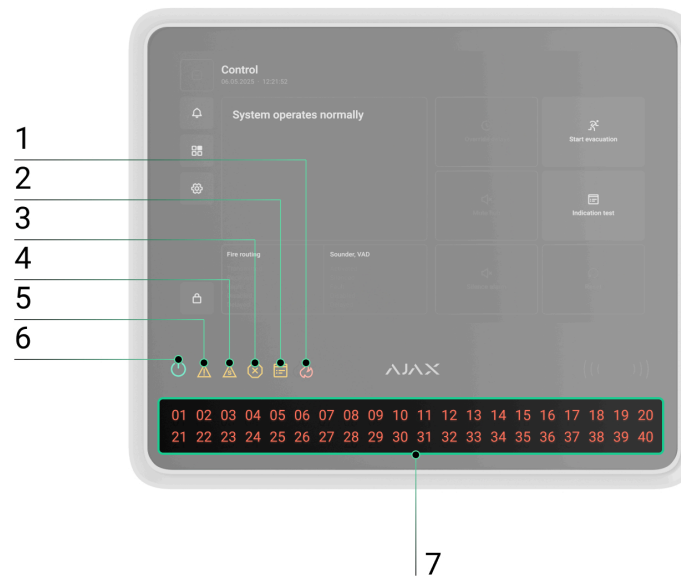 Control
06.05.2025 · 12:21:52
System operates normally
Start evacuation
Indication test
Fire routing
Sounder, VAD
1
2
3
4
5
6
AJAX
01 02 03 04 05 06 07 08 09 10 11 12 13 14 15 16 17 18 19 20
21 22 23 24 25 26 27 28 29 30 31 32 33 34 35 36 37 38 39 40
7